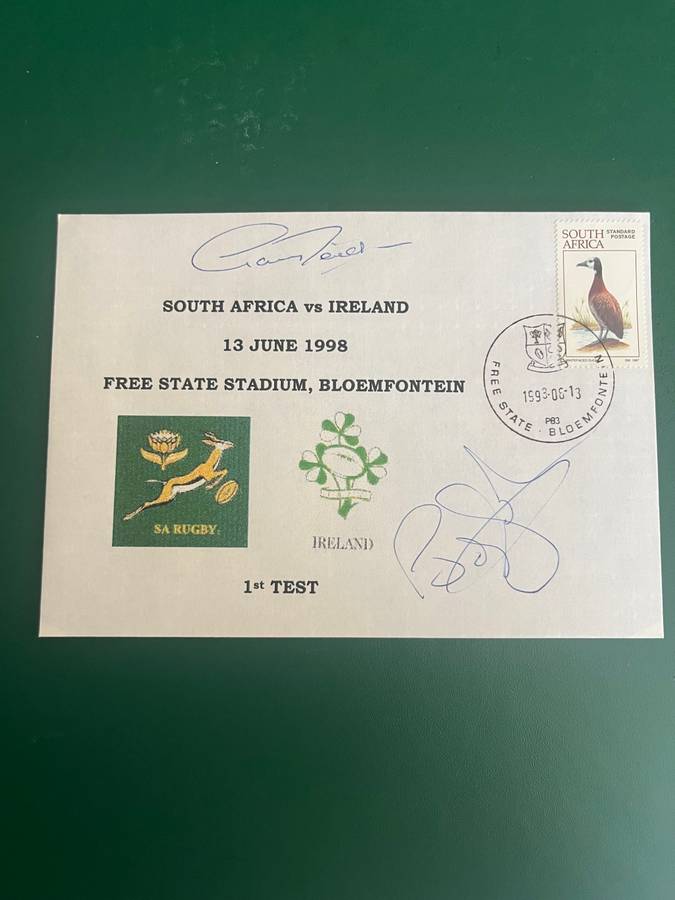 SOUTH AFRICA
STANDARD POSTAGE
SOUTH AFRICA vs IRELAND
13 JUNE 1998
FREE STATE STADIUM, BLOEMFONTEIN
FREE STATE · BLOEMFONTEIN
1998-06-13
P83
SA RUGBY
IRELAND
1st TEST